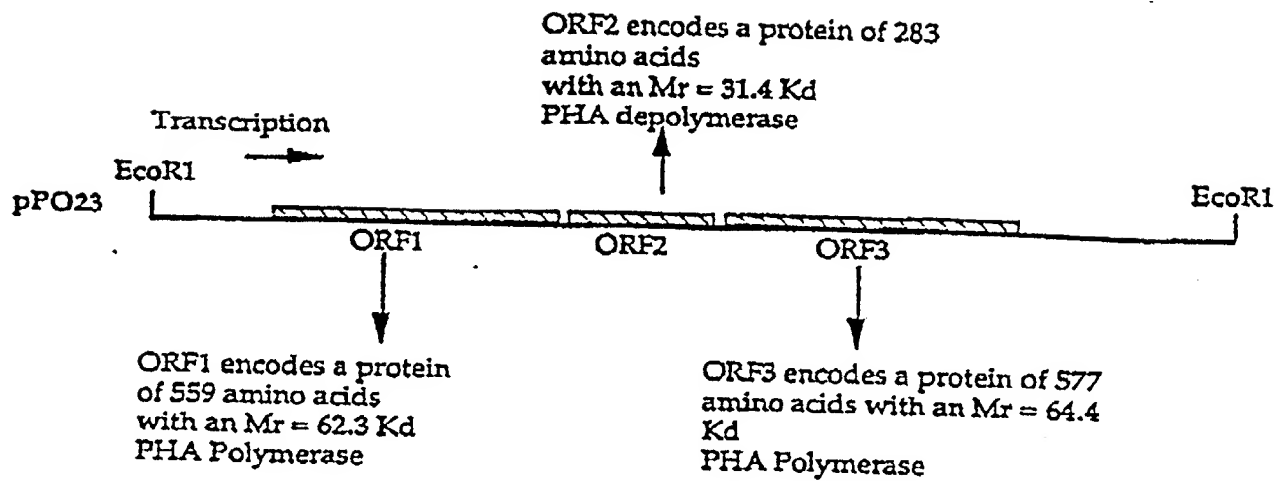 ORF2 encodes a protein of 283
amino acids
with an Mr = 31.4 Kd
PHA depolymerase
Transcription
EcoR1
EcoR1
pPO23
ORF1
ORF2
ORF3
ORF1 encodes a protein
of 559 amino acids
with an Mr = 62.3 Kd
PHA Polymerase
ORF3 encodes a protein of 577
amino acids with an Mr = 64.4
Kd
PHA Polymerase